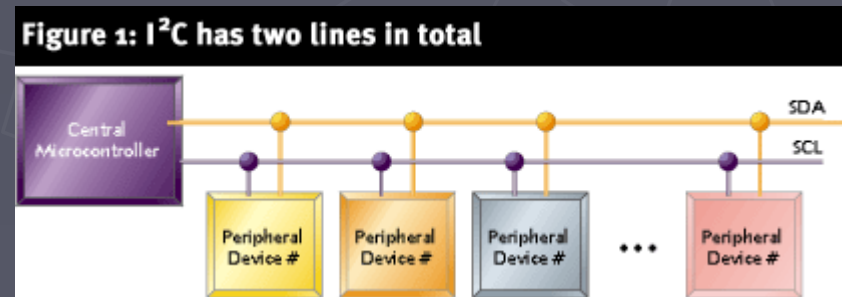 Figure 1: I²C has two lines in total
SDA
Central
Microcontroller
SCL
Peripheral
Device #
Peripheral
Device #
Peripheral
Device #
•••
Peripheral
Device #